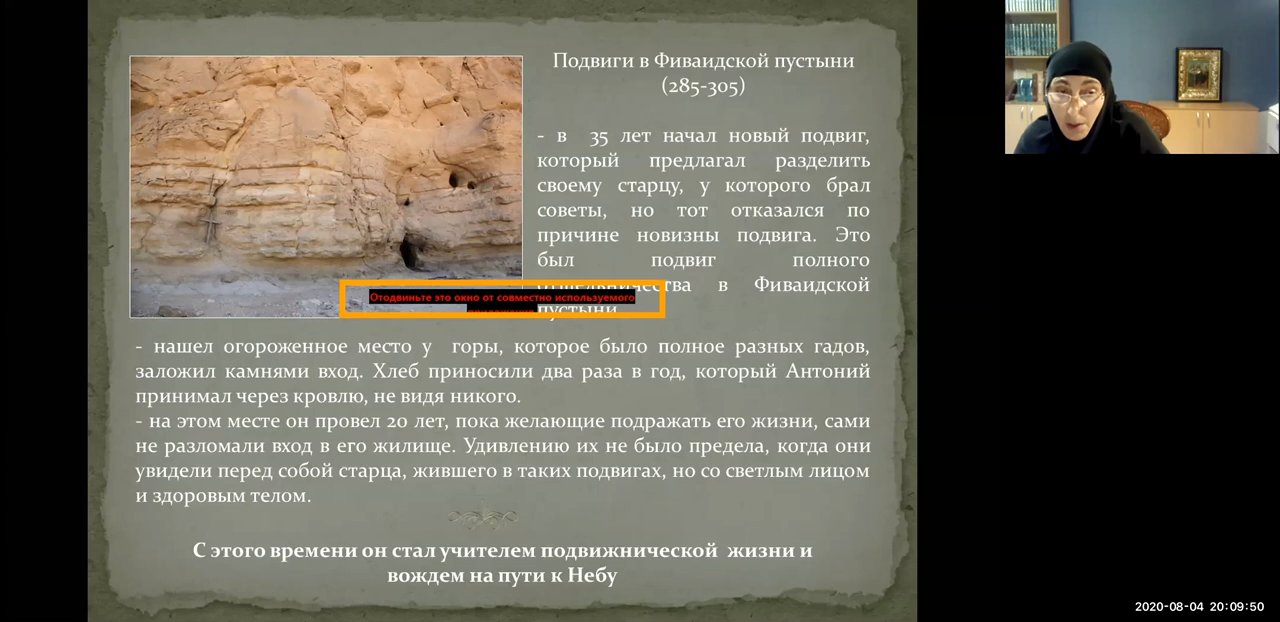 Подвиги в Фиваидской пустыни
(285-305)
- в 35 лет начал новый подвиг,
который предлагал разделить
своему старцу, у которого брал
советы, но тот отказался по
причине новизны подвига. Это
был подвиг полного
отшельничества в Фиваидской
пустыни.
Отодвиньте это окно от совместно используемого
- нашел огороженное место у горы, которое было полное разных гадов,
заложил камнями вход. Хлеб приносили два раза в год, который Антоний
принимал через кровлю, не видя никого.
- на этом месте он провел 20 лет, пока желающие подражать его жизни, сами
не разломали вход в его жилище. Удивлению их не было предела, когда они
увидели перед собой старца, жившего в таких подвигах, но со светлым лицом
и здоровым телом.
С этого времени он стал учителем подвижнической жизни и
вождем на пути к Небу
2020-08-04 20:09:50